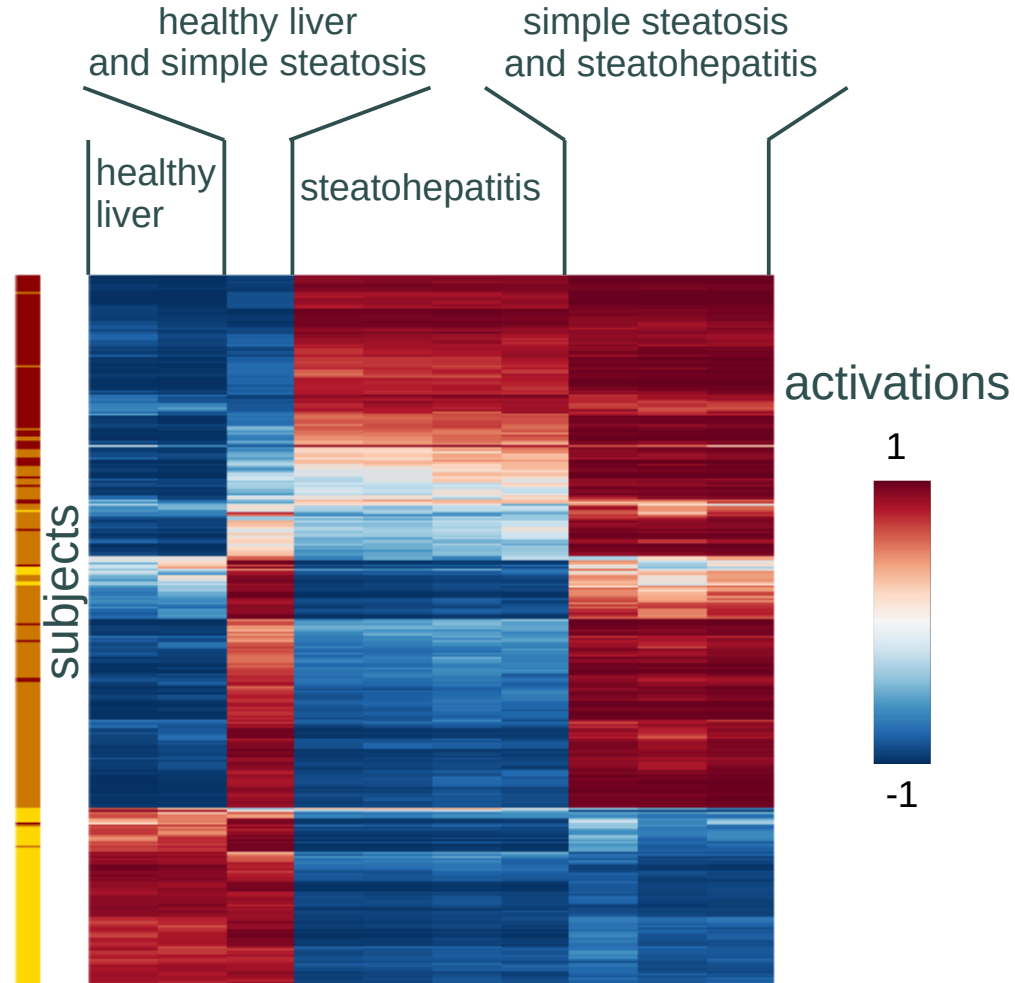 healthy liver
and simple steatosis
simple steatosis
and steatohepatitis
healthy
liver
steatohepatitis
subjects
activations
1
-1